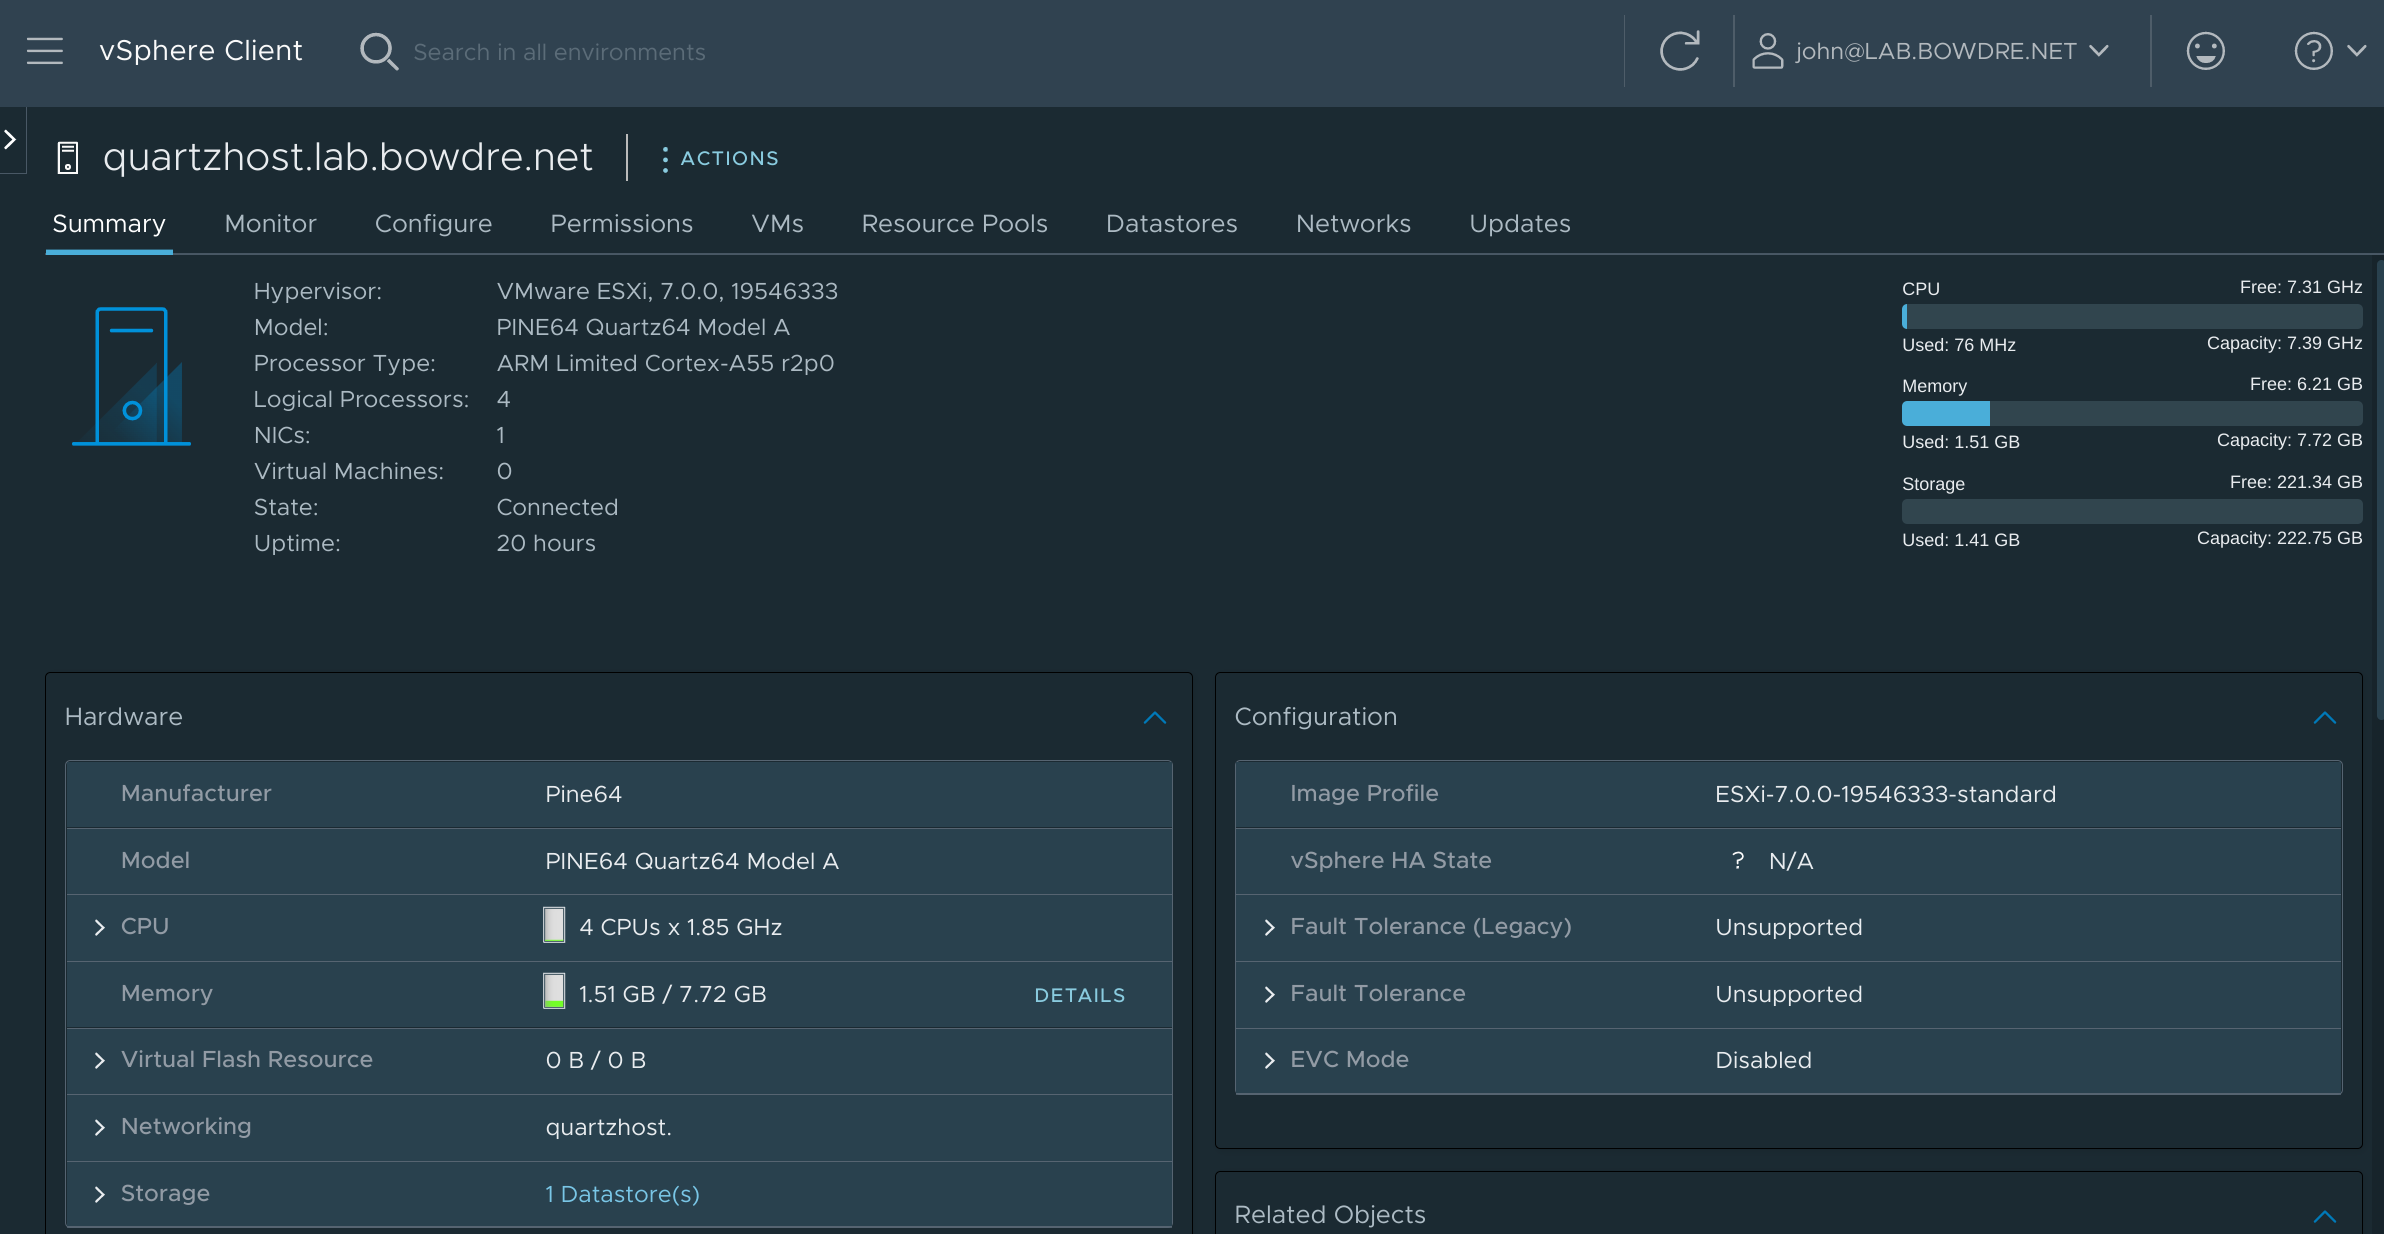 vSphere Client
Search in all environments
john@LAB.BOWDRE.NET
?
quartzhost.lab.bowdre.net
ACTIONS
Summary Monitor Configure Permissions VMs Resource Pools Datastores Networks Updates
Hypervisor: VMware ESXi, 7.0.0, 19546333
Model: PINE64 Quartz64 Model A
Processor Type: ARM Limited Cortex-A55 r2p0
Logical Processors: 4
NICs: 1
Virtual Machines: 0
State: Connected
Uptime: 20 hours
CPU Free: 7.31 GHz
Used: 76 MHz Capacity: 7.39 GHz
Memory Free: 6.21 GB
Used: 1.51 GB Capacity: 7.72 GB
Storage Free: 221.34 GB
Used: 1.41 GB Capacity: 222.75 GB
Hardware
Manufacturer Pine64
Model PINE64 Quartz64 Model A
CPU 4 CPUs x 1.85 GHz
Memory 1.51 GB / 7.72 GB DETAILS
Virtual Flash Resource 0 B / 0 B
Networking quartzhost.
Storage 1 Datastore(s)
Configuration
Image Profile ESXi-7.0.0-19546333-standard
vSphere HA State ? N/A
Fault Tolerance (Legacy) Unsupported
Fault Tolerance Unsupported
EVC Mode Disabled
Related Objects